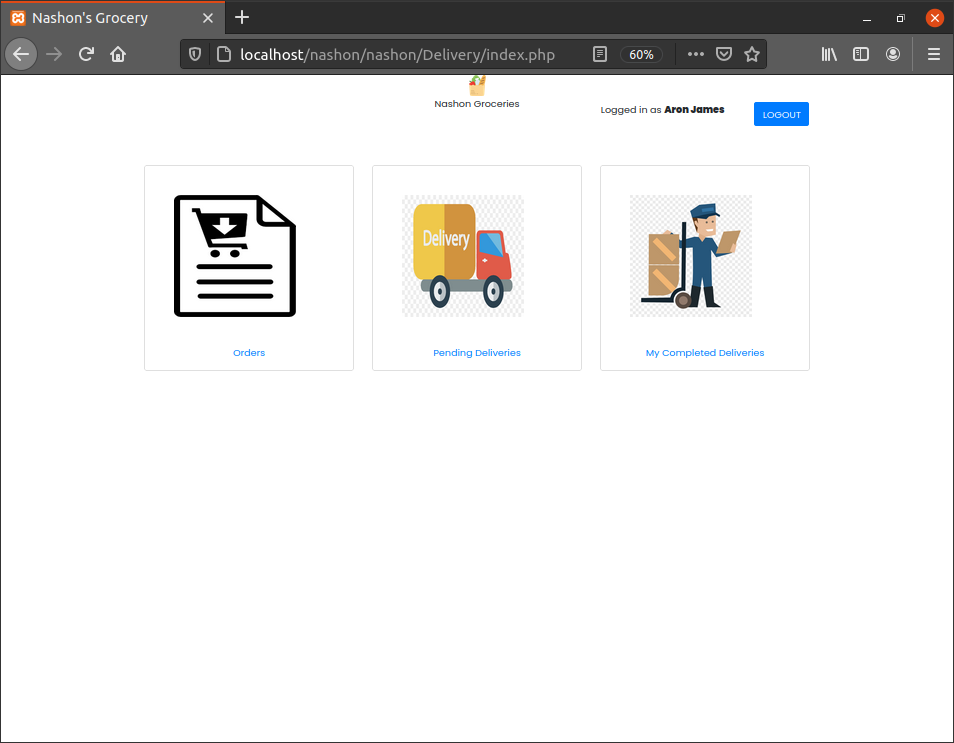 Nashon's Grocery
localhost/nashon/nashon/Delivery/index.php
60%
Nashon Groceries
Logged in as Aron James
LOGOUT
Delivery
Orders
Pending Deliveries
My Completed Deliveries